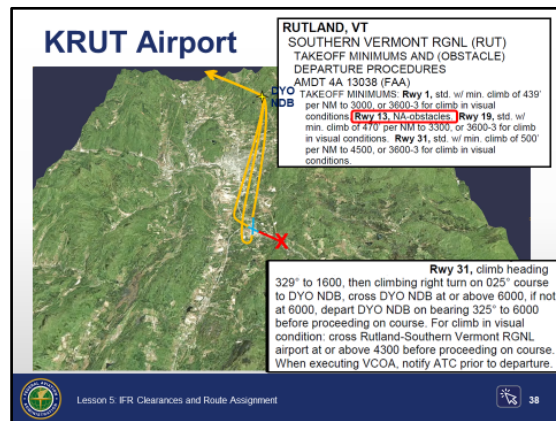 KRUT Airport
RUTLAND, VT
SOUTHERN VERMONT RGNL (RUT)
TAKEOFF MINIMUMS AND (OBSTACLE)
DEPARTURE PROCEDURES
AMDT 4A 13038 (FAA)
TAKEOFF MINIMUMS: Rwy 1, std. w/ min. climb of 439'
per NM to 3000, or 3600-3 for climb in visual
conditions. Rwy 13, NA-obstacles. Rwy 19, std. w/
min. climb of 470' per NM to 3300, or 3600-3 for climb
in visual conditions. Rwy 31, std. w/ min. climb of 500'
per NM to 4500, or 3600-3 for climb in visual
conditions.
DYO
NDB
X
Rwy 31, climb heading
329° to 1600, then climbing right turn on 025° course
to DYO NDB, cross DYO NDB at or above 6000, if not
at 6000, depart DYO NDB on bearing 325° to 6000
before proceeding on course. For climb in visual
condition: cross Rutland-Southern Vermont RGNL
airport at or above 4300 before proceeding on course.
When executing VCOA, notify ATC prior to departure.
Lesson 5: IFR Clearances and Route Assignment
38